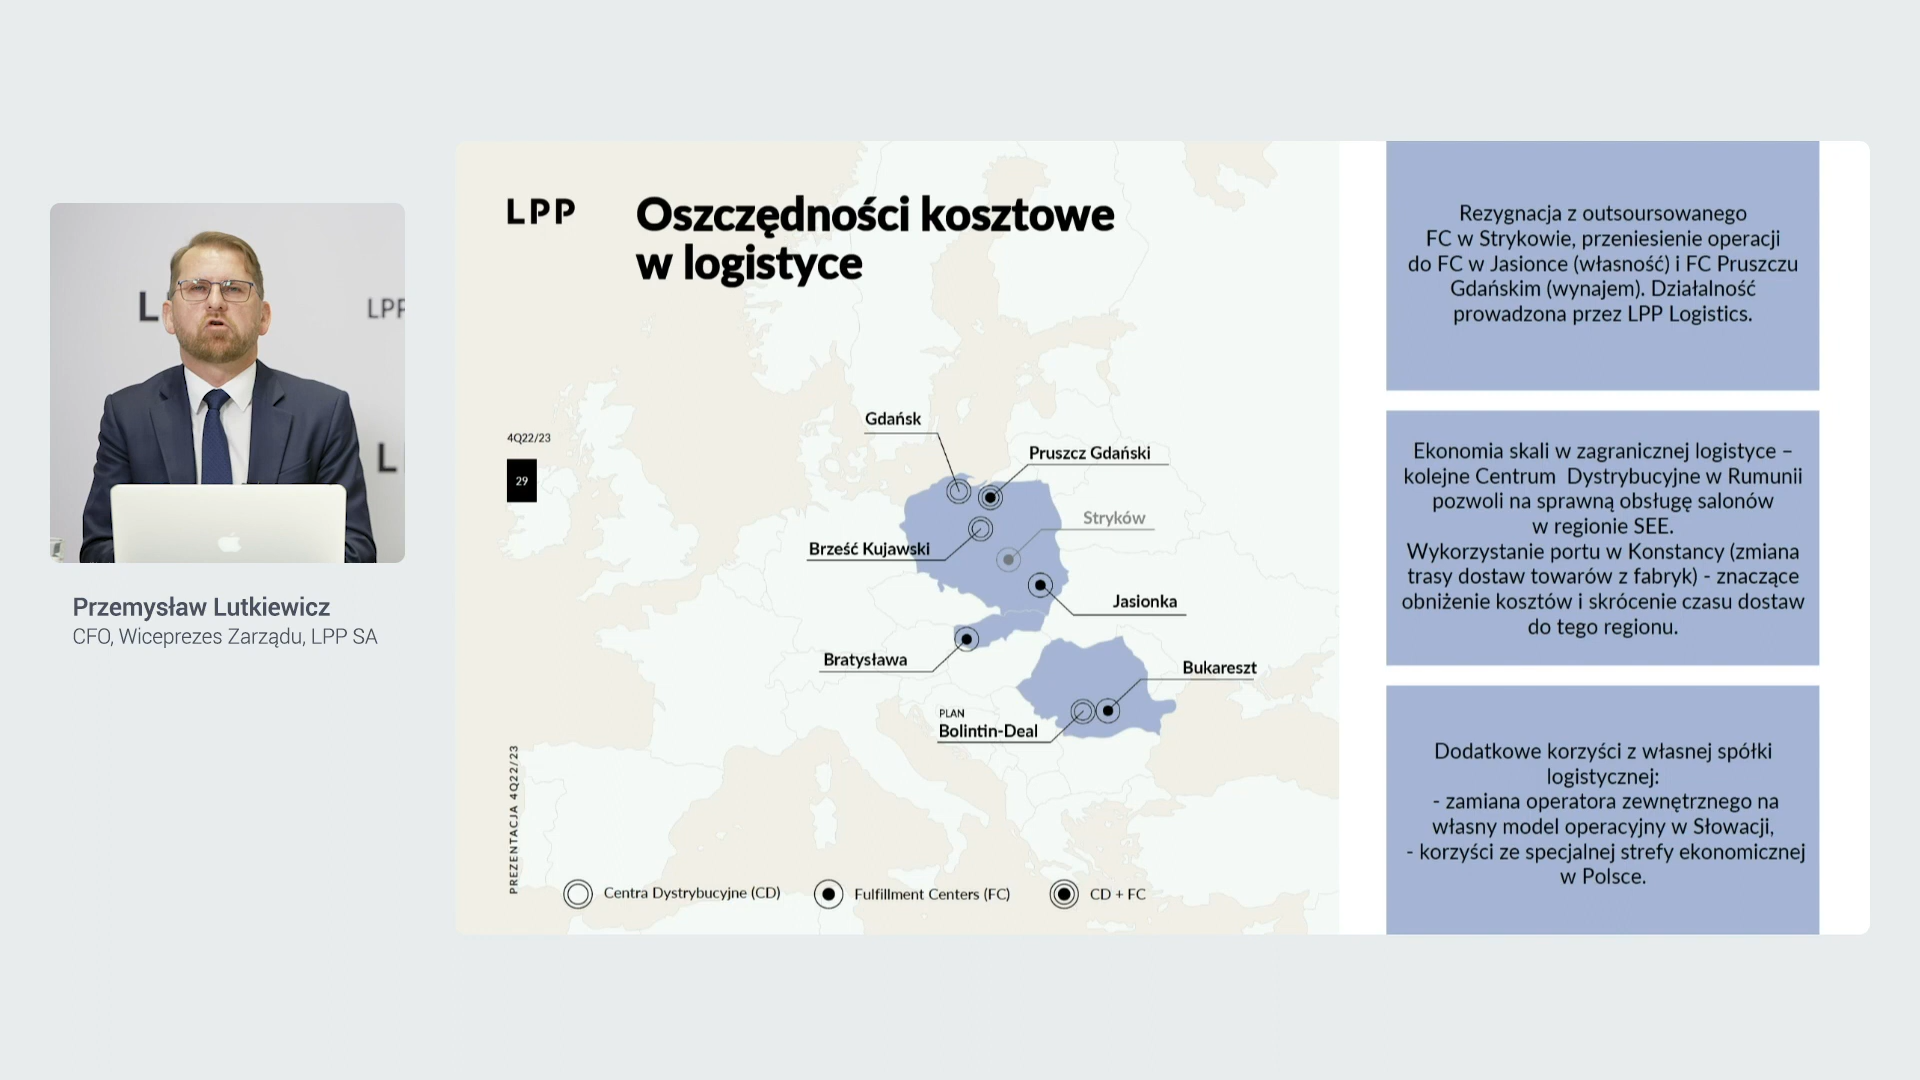 L
LPP
L
Przemysław Lutkiewicz
CFO, Wiceprezes Zarządu, LPP SA
LPP
Oszczędności kosztowe
w logistyce
4Q22/23
29
PREZENTACJA 4Q22/23
Gdańsk
Pruszcz Gdański
Stryków
Brześć Kujawski
Jasionka
Bratysława
Bukareszt
PLAN
Bolintin-Deal
Centra Dystrybucyjne (CD)
Fulfillment Centers (FC)
CD + FC
Rezygnacja z outsoursowanego
FC w Strykowie, przeniesienie operacji
do FC w Jasionce (własność) i FC Pruszczu
Gdańskim (wynajem). Działalność
prowadzona przez LPP Logistics.
Ekonomia skali w zagranicznej logistyce –
kolejne Centrum Dystrybucyjne w Rumunii
pozwoli na sprawną obsługę salonów
w regionie SEE.
Wykorzystanie portu w Konstancy (zmiana
trasy dostaw towarów z fabryk) - znaczące
obniżenie kosztów i skrócenie czasu dostaw
do tego regionu.
Dodatkowe korzyści z własnej spółki
logistycznej:
- zamiana operatora zewnętrznego na
własny model operacyjny w Słowacji,
- korzyści ze specjalnej strefy ekonomicznej
w Polsce.